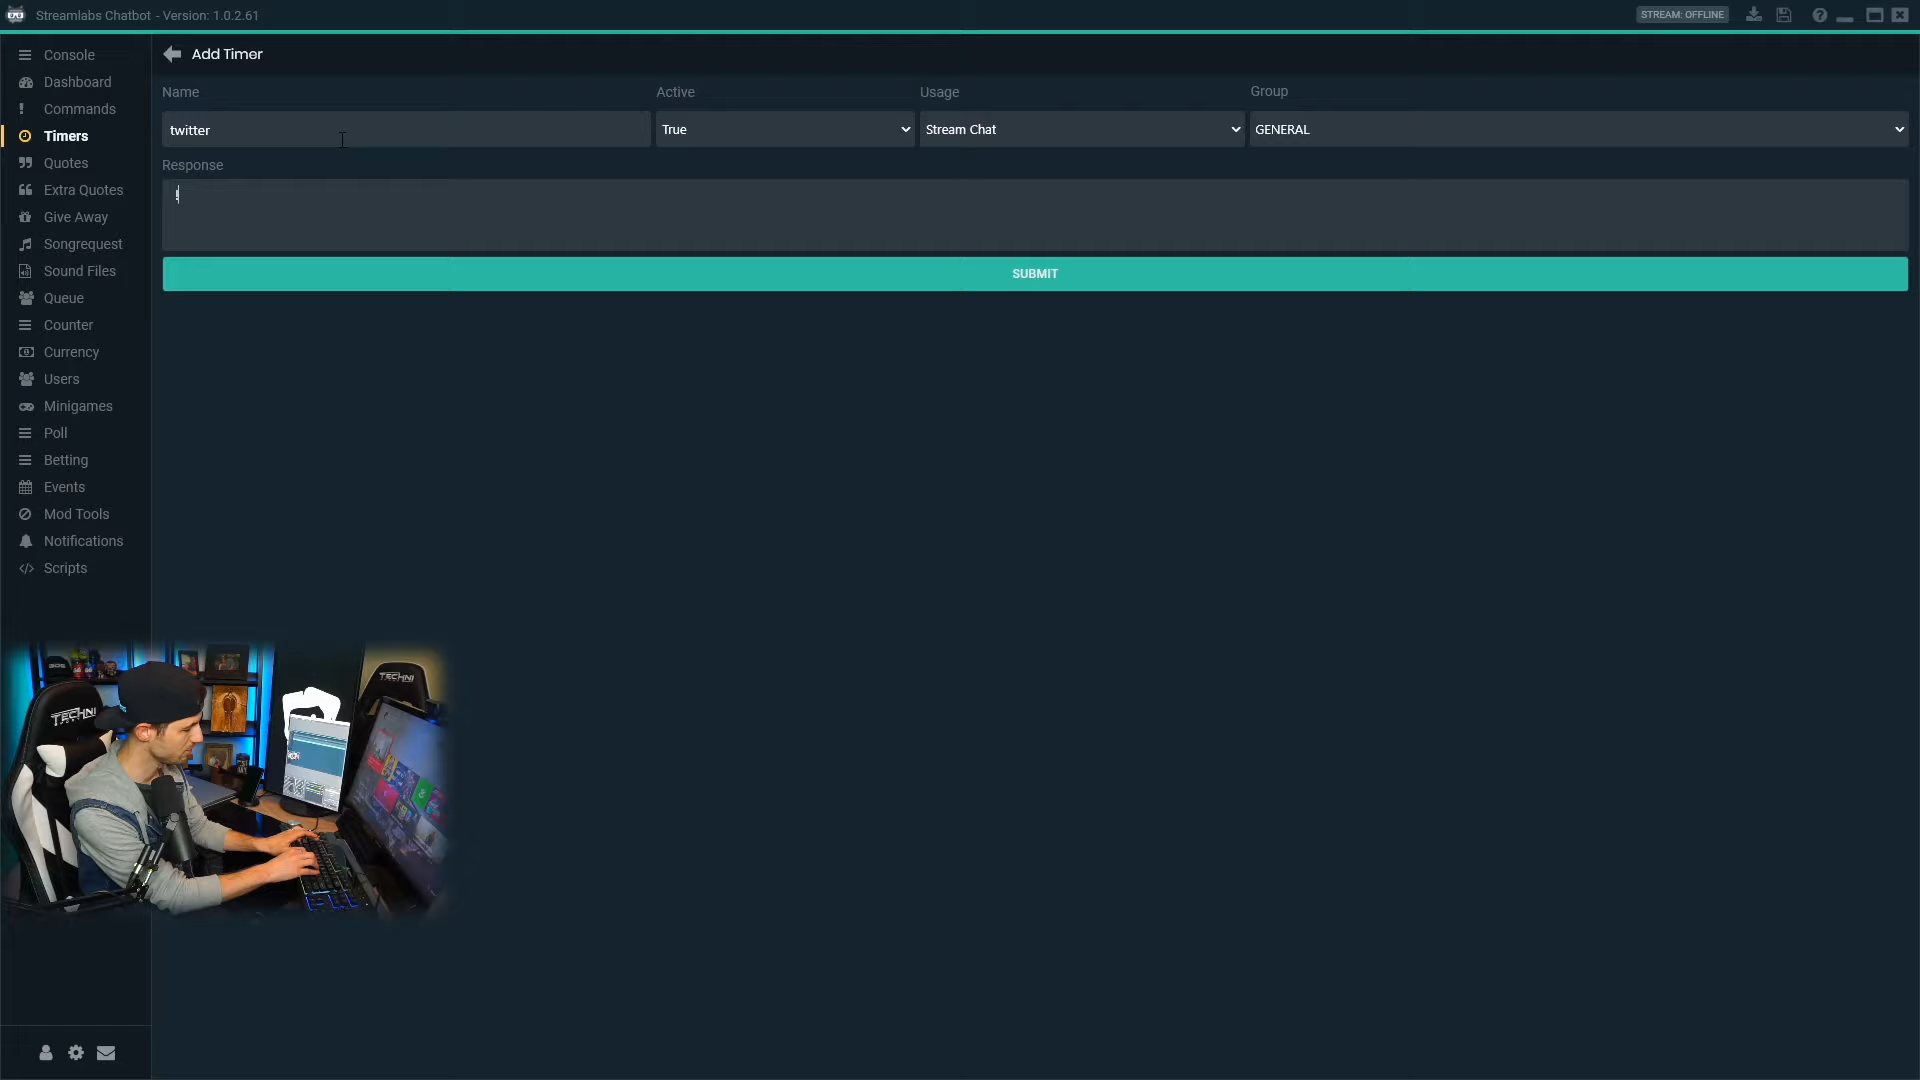 Streamlabs Chatbot - Version: 1.0.2.61
STREAM: OFFLINE
Console
Dashboard
Commands
Timers
Quotes
Extra Quotes
Give Away
Songrequest
Sound Files
Queue
Counter
Currency
Users
Minigames
Poll
Betting
Events
Mod Tools
Notifications
Scripts
Add Timer
Name
Active
Usage
Group
twitter
True
Stream Chat
GENERAL
Response
!
SUBMIT
TECHNI
TECHNI